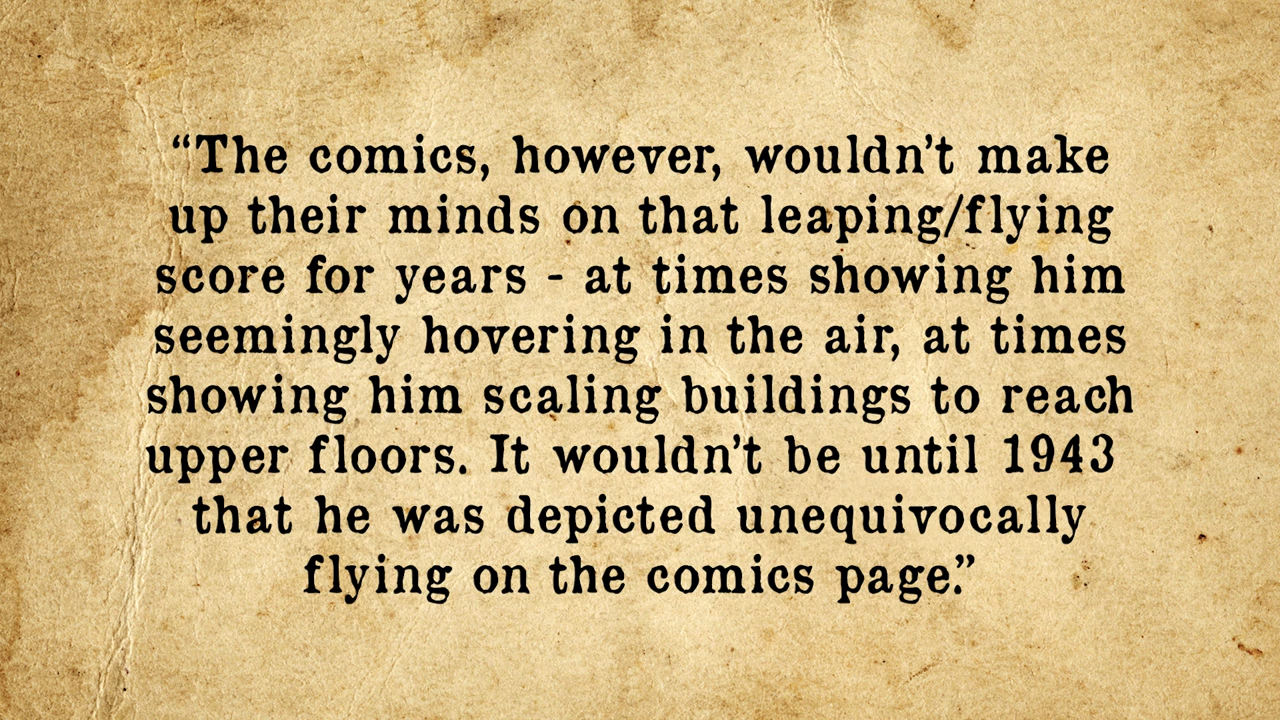 “The comics, however, wouldn’t make
up their minds on that leaping/flying
score for years - at times showing him
seemingly hovering in the air, at times
showing him scaling buildings to reach
upper floors. It wouldn’t be until 1943
that he was depicted unequivocally
flying on the comics page.”